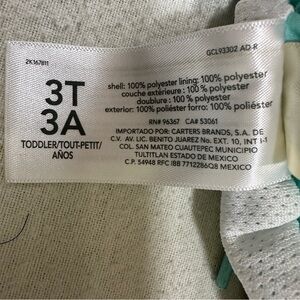 2K167811
GCL93302 AD-R
3T
3A
TODDLER/TOUT-PETIT/
AÑOS
shell: 100% polyester lining: 100% polyester
couche extérieure : 100% polyester
doublure : 100% polyester
exterior: 100% poliéster forro: 100% poliéster
RN# 96367 CA# 53061
IMPORTADO POR: CARTERS BRANDS, S.A. DE
C.V. AV. LIC. BENITO JUAREZ No. EXT. 10, INT I-1
COL. SAN MATEO CUAUTEPEC MUNICIPIO
TULTITLAN ESTADO DE MEXICO
C.P. 54948 RFC IBB 7712286Q8 MEXICO